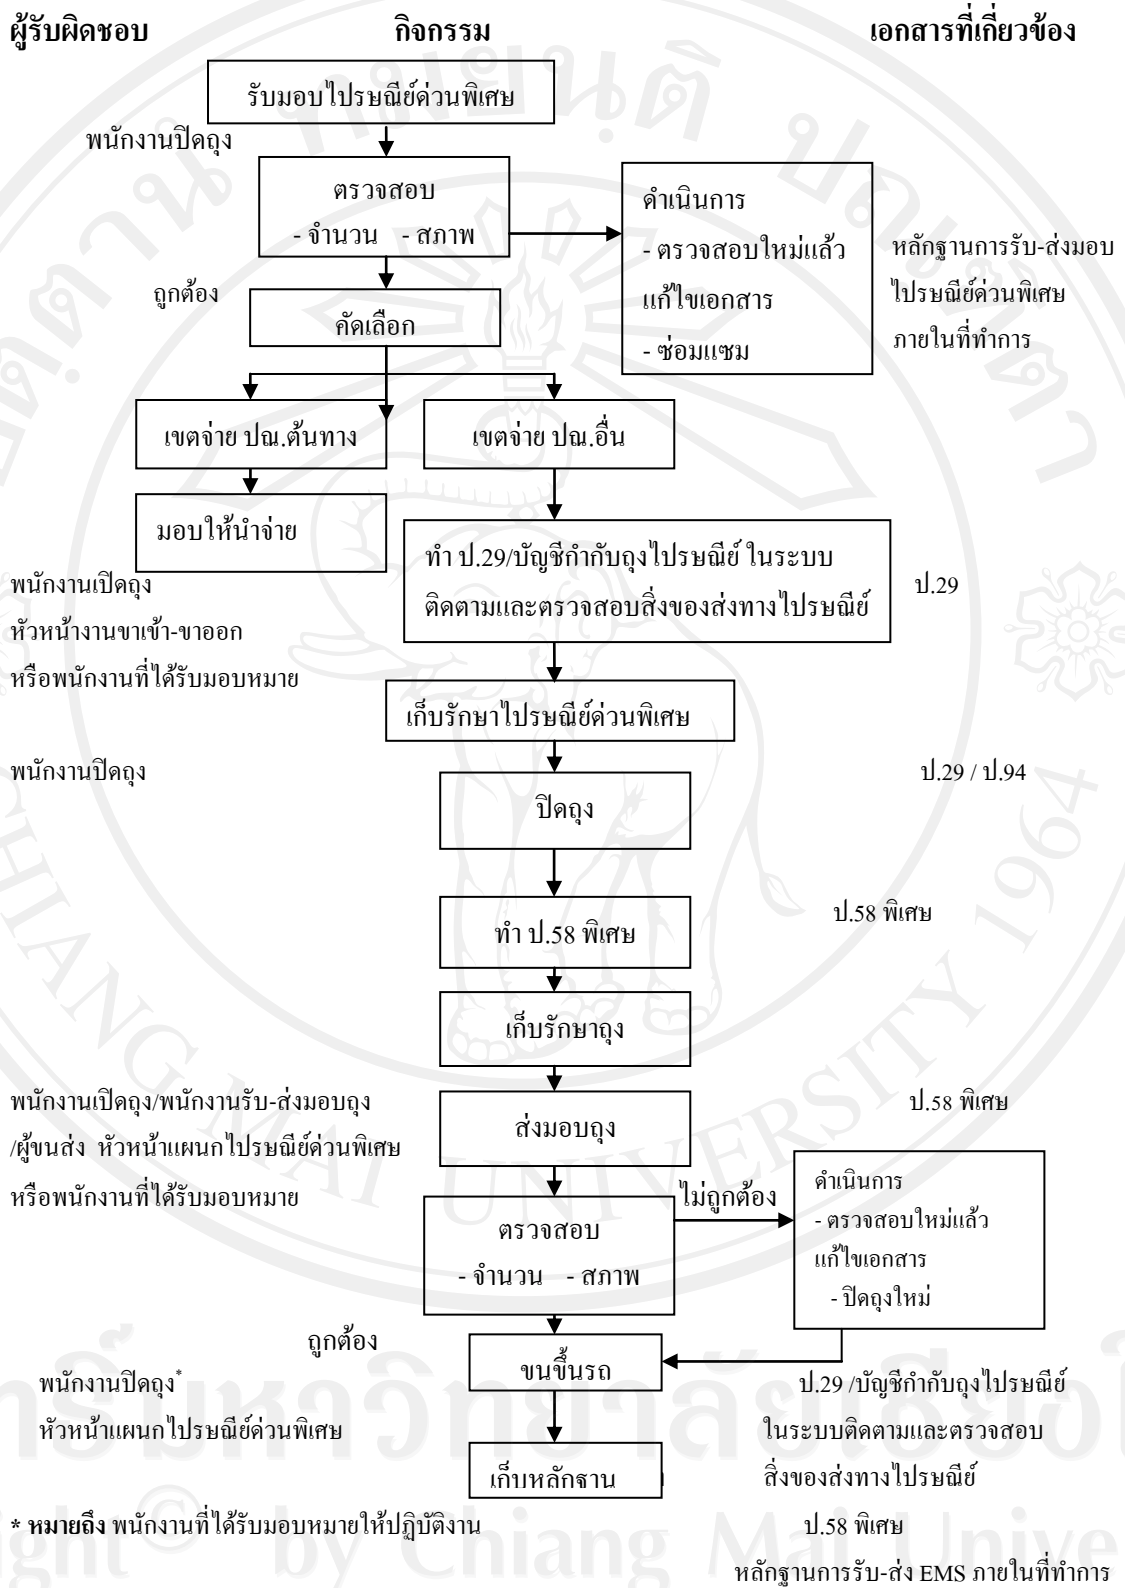 ผู้รับผิดชอบ กิจกรรม เอกสารที่เกี่ยวข้อง
รับมอบไปรษณีย์ด่วนพิเศษ
พนักงานปิดถุง
ตรวจสอบ
- จำนวน - สภาพ
ดำเนินการ
- ตรวจสอบใหม่แล้ว
แก้ไขเอกสาร
- ซ่อมแซม
หลักฐานการรับ-ส่งมอบ
ไปรษณีย์ด่วนพิเศษ
ภายในที่ทำการ
ถูกต้อง
คัดเลือก
เขตจ่าย ปณ.ต้นทาง
เขตจ่าย ปณ.อื่น
มอบให้นำจ่าย
ทำ ป.29/บัญชีกำกับถุงไปรษณีย์ ในระบบ
ติดตามและตรวจสอบสิ่งของส่งทางไปรษณีย์
พนักงานเปิดถุง
หัวหน้างานขาเข้า-ขาออก
หรือพนักงานที่ได้รับมอบหมาย
ป.29
เก็บรักษาไปรษณีย์ด่วนพิเศษ
พนักงานปิดถุง
ป.29 / ป.94
ปิดถุง
ทำ ป.58 พิเศษ
ป.58 พิเศษ
เก็บรักษาถุง
พนักงานเปิดถุง/พนักงานรับ-ส่งมอบถุง
/ผู้ขนส่ง หัวหน้าแผนกไปรษณีย์ด่วนพิเศษ
หรือพนักงานที่ได้รับมอบหมาย
ส่งมอบถุง
ป.58 พิเศษ
ตรวจสอบ
- จำนวน - สภาพ
ไม่ถูกต้อง
ดำเนินการ
- ตรวจสอบใหม่แล้ว
แก้ไขเอกสาร
- ปิดถุงใหม่
ถูกต้อง
ขนขึ้นรถ
พนักงานปิดถุง*
หัวหน้าแผนกไปรษณีย์ด่วนพิเศษ
ป.29 /บัญชีกำกับถุงไปรษณีย์
ในระบบติดตามและตรวจสอบ
สิ่งของส่งทางไปรษณีย์
เก็บหลักฐาน
* หมายถึง พนักงานที่ได้รับมอบหมายให้ปฏิบัติงาน
ป.58 พิเศษ
หลักฐานการรับ-ส่ง EMS ภายในที่ทำการ
CHIANG MAI UNIVERSITY 1964
© by Chiang Mai